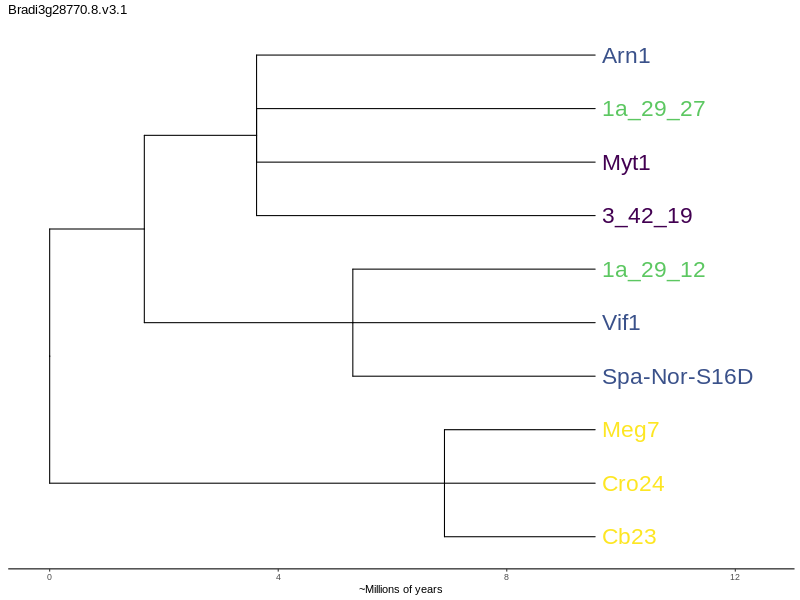 Bradi3g28770.8.v3.1
Arn1
1a_29_27
Myt1
3_42_19
1a_29_12
Vif1
Spa-Nor-S16D
Meg7
Cro24
Cb23
0 4 8 12
~Millions of years